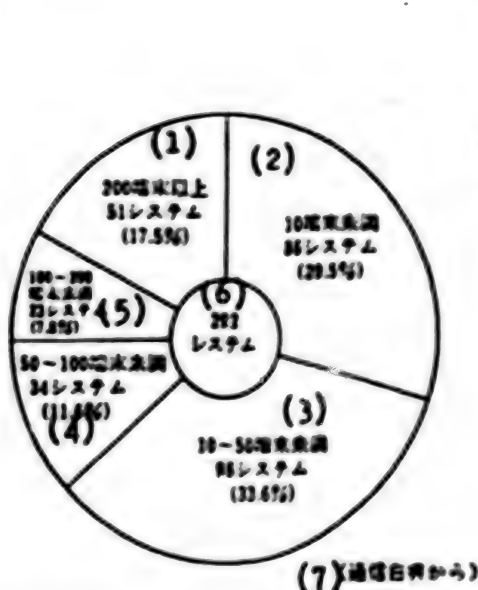 (1)
200端末以上
51システム
(17.5%)
(2)
10端末未満
86システム
(29.5%)
(3)
10-50端末未満
98システム
(33.6%)
(4)
50-100端末未満
34システム
(11.6%)
(5)
100-200
端末未満
23システム
(6)
292
システム
(7)(通信白書から)